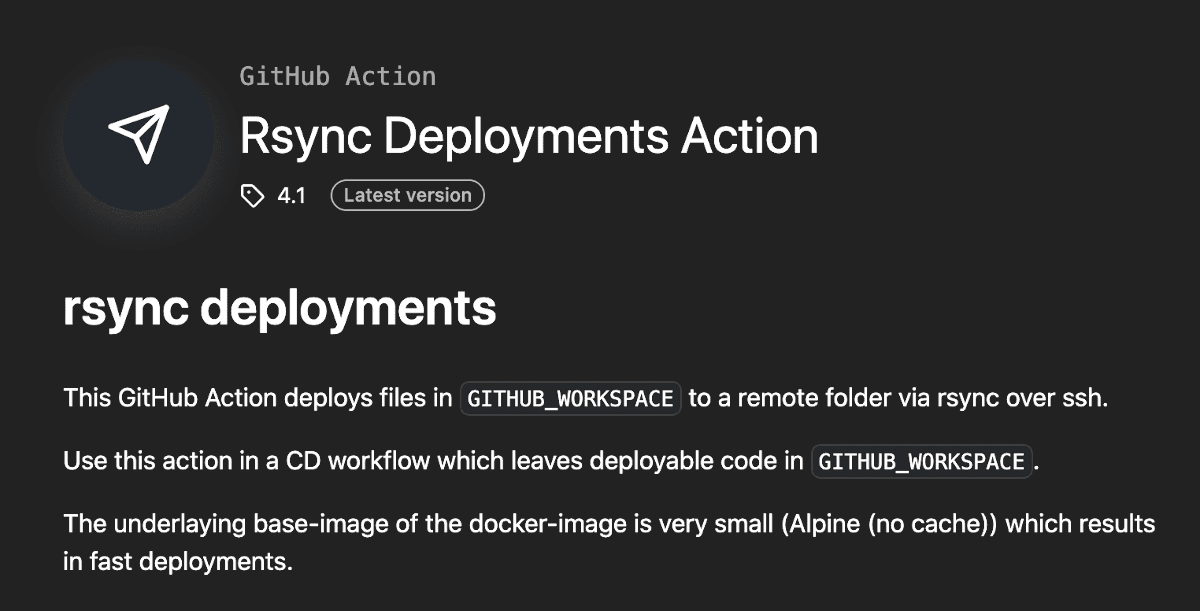 GitHub Action
Rsync Deployments Action
4.1 Latest version
rsync deployments
This GitHub Action deploys files in GITHUB_WORKSPACE to a remote folder via rsync over ssh.
Use this action in a CD workflow which leaves deployable code in GITHUB_WORKSPACE.
The underlaying base-image of the docker-image is very small (Alpine (no cache)) which results
in fast deployments.